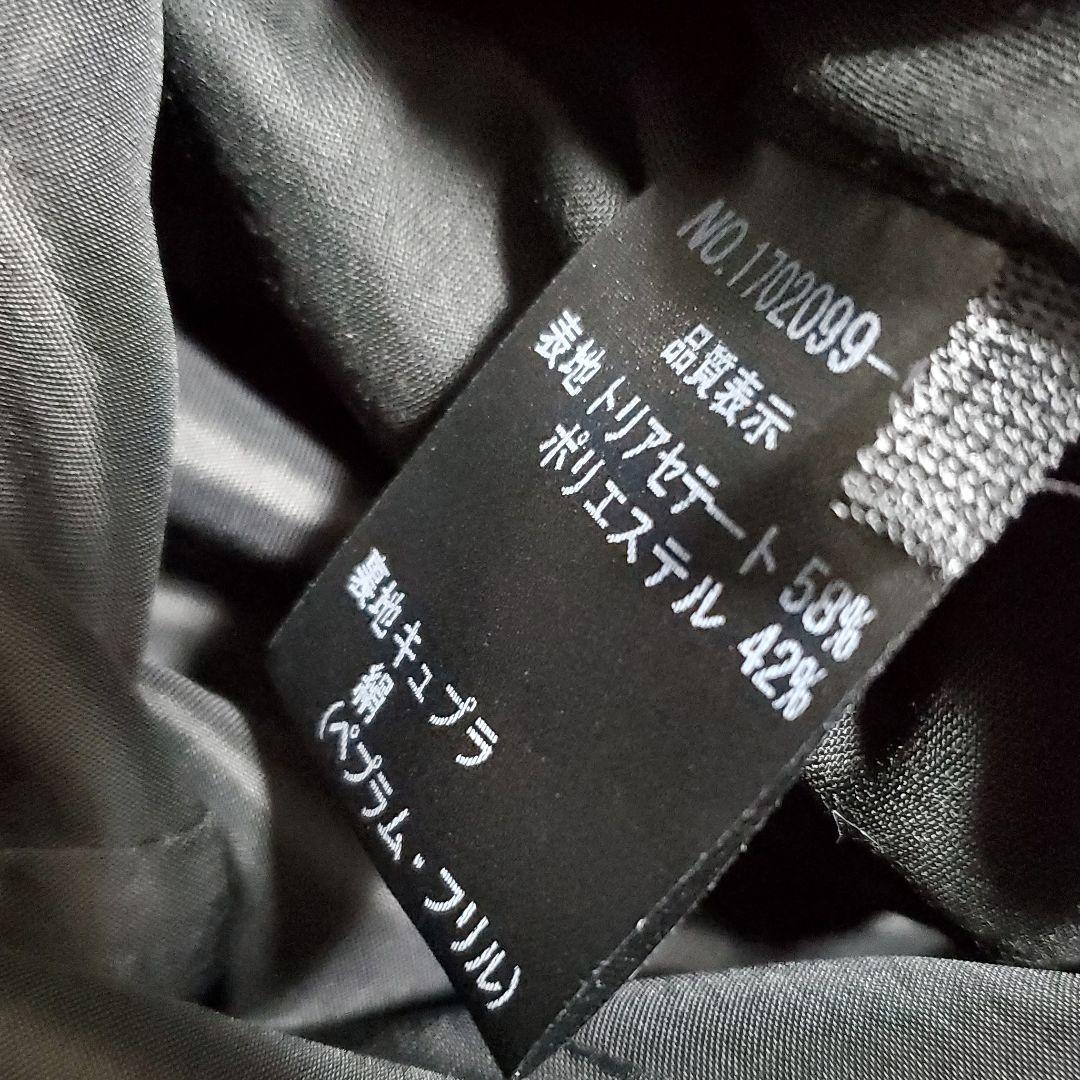 NO.1702099-
品質表示
表地 トリアセテート 58%
ポリエステル 42%
裏地 キュプラ
絹
(ペプラム・フリル)